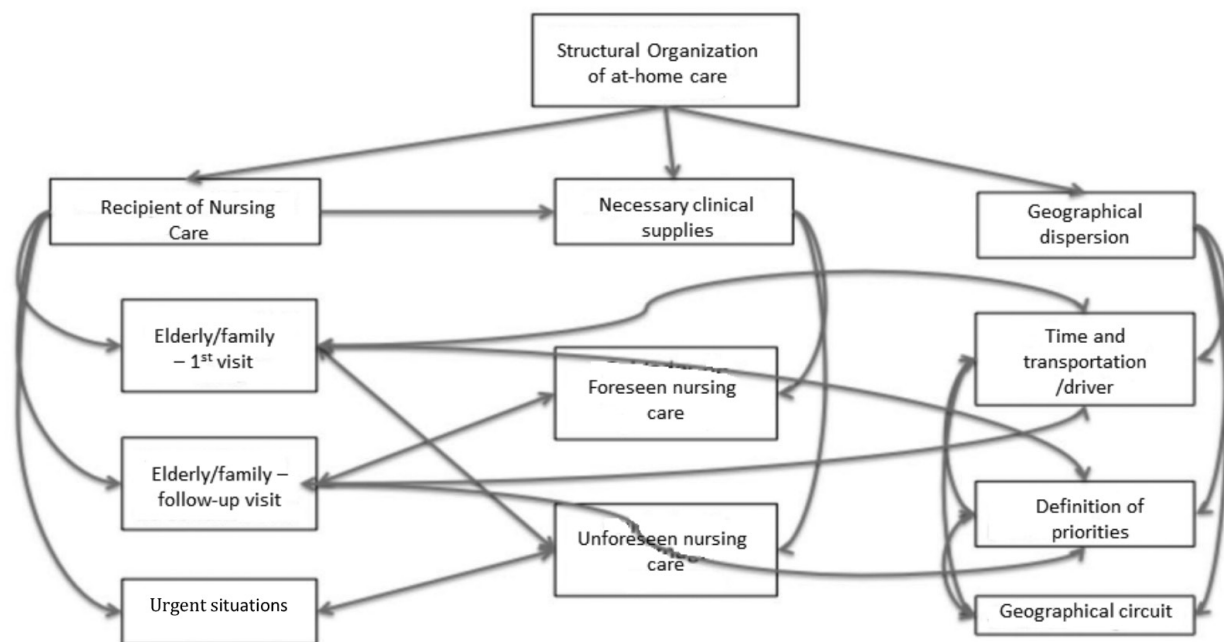 Structural Organization
of at-home care
Recipient of Nursing
Care
Necessary clinical
supplies
Geographical
dispersion
Elderly/family
– 1st visit
Time and
transportation
/driver
Foreseen nursing
care
Elderly/family –
follow-up visit
Definition of
priorities
Unforeseen nursing
care
Urgent situations
Geographical circuit